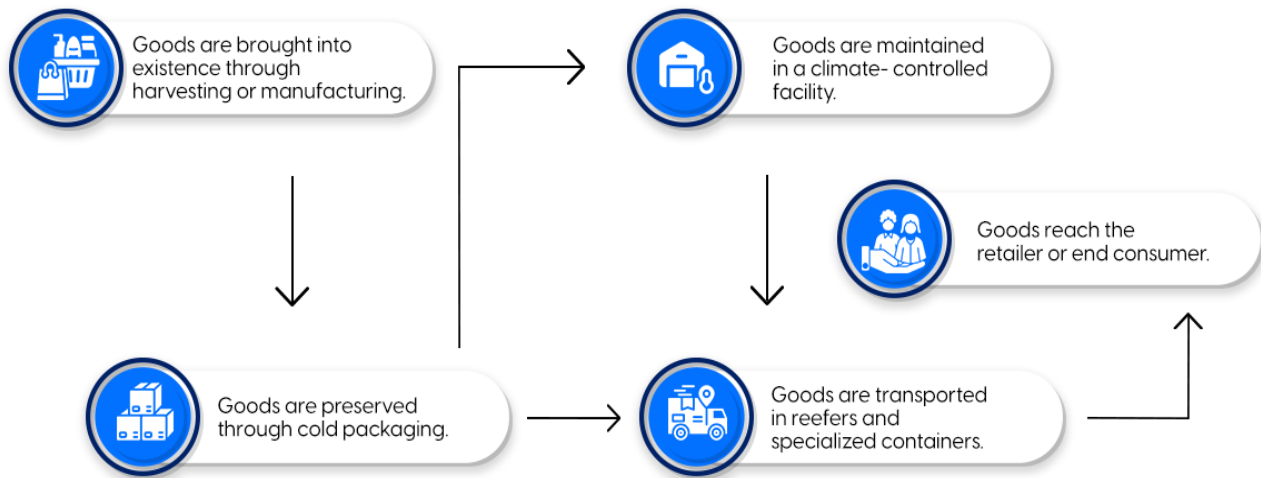 Goods are brought into
existence through
harvesting or manufacturing.
Goods are maintained
in a climate- controlled
facility.
Goods reach the
retailer or end consumer.
Goods are preserved
through cold packaging.
Goods are transported
in reefers and
specialized containers.